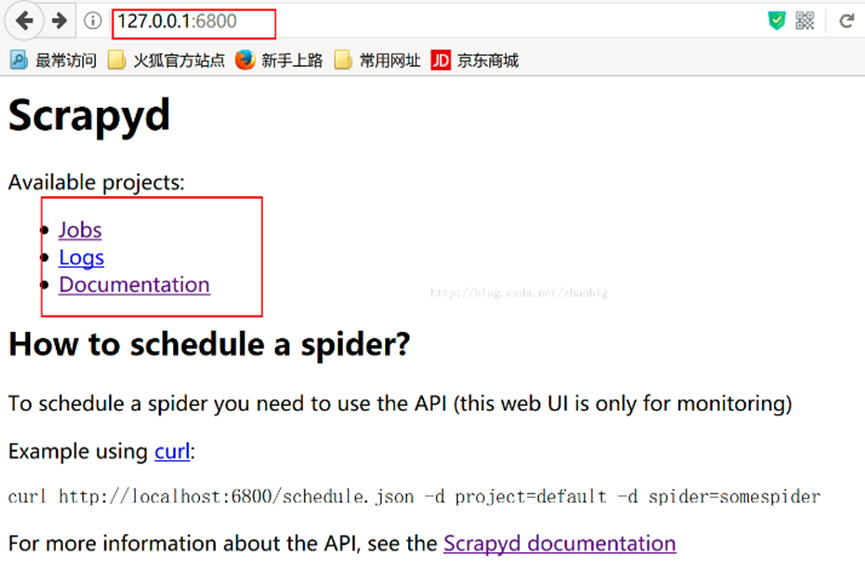 127.0.0.1:6800
最常访问 火狐官方站点 新手上路 常用网址 JD 京东商城
Scrapyd
Available projects:
Jobs
Logs
Documentation
http://blog.csdn.net/zhaobig
How to schedule a spider?
To schedule a spider you need to use the API (this web UI is only for monitoring)
Example using curl:
curl http://localhost:6800/schedule.json -d project=default -d spider=somespider
For more information about the API, see the Scrapyd documentation